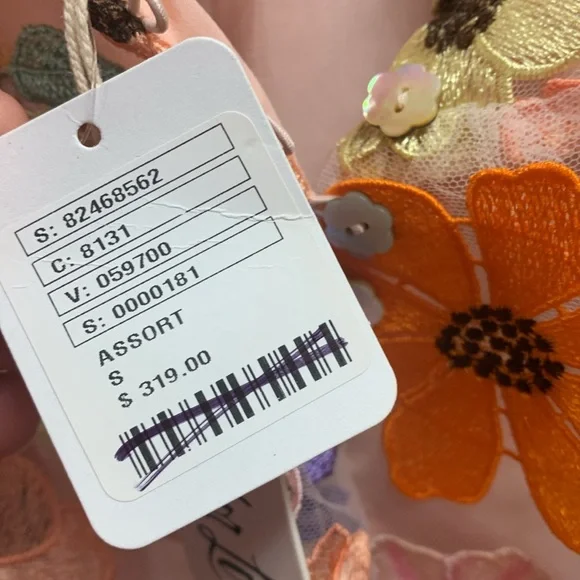 S: 82468562
C: 8131
V: 059700
S: 0000181
ASSORT
S
$ 319.00